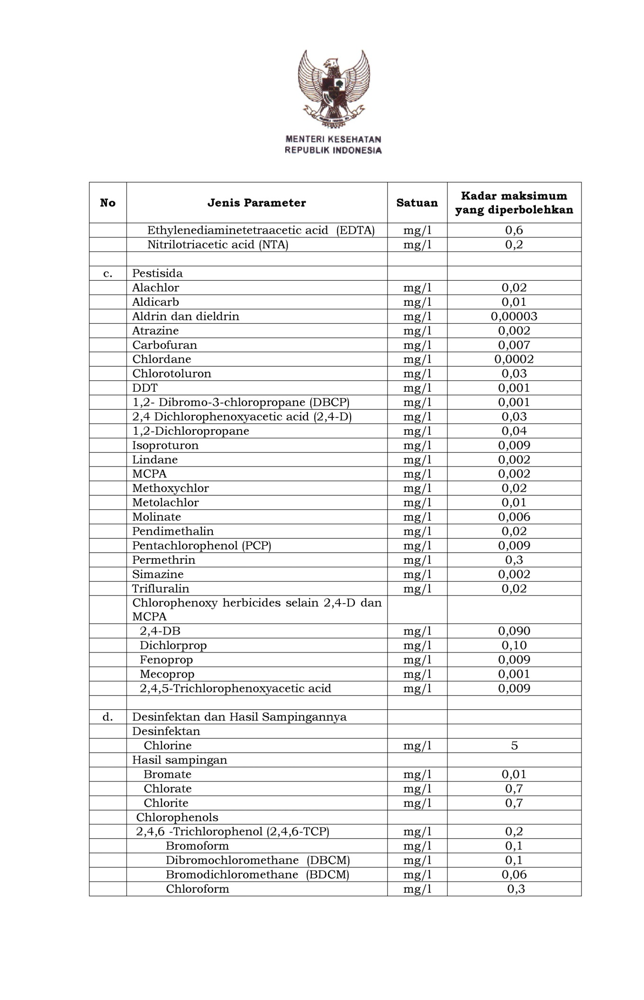 MENTERI KESEHATAN
REPUBLIK INDONESIA
No Jenis Parameter Satuan Kadar maksimum yang diperbolehkan
Ethylenediaminetetraacetic acid (EDTA) mg/l 0,6
Nitrilotriacetic acid (NTA) mg/l 0,2
c. Pestisida
Alachlor mg/l 0,02
Aldicarb mg/l 0,01
Aldrin dan dieldrin mg/l 0,00003
Atrazine mg/l 0,002
Carbofuran mg/l 0,007
Chlordane mg/l 0,0002
Chlorotoluron mg/l 0,03
DDT mg/l 0,001
1,2- Dibromo-3-chloropropane (DBCP) mg/l 0,001
2,4 Dichlorophenoxyacetic acid (2,4-D) mg/l 0,03
1,2-Dichloropropane mg/l 0,04
Isoproturon mg/l 0,009
Lindane mg/l 0,002
MCPA mg/l 0,002
Methoxychlor mg/l 0,02
Metolachlor mg/l 0,01
Molinate mg/l 0,006
Pendimethalin mg/l 0,02
Pentachlorophenol (PCP) mg/l 0,009
Permethrin mg/l 0,3
Simazine mg/l 0,002
Trifluralin mg/l 0,02
Chlorophenoxy herbicides selain 2,4-D dan
MCPA
2,4-DB mg/l 0,090
Dichlorprop mg/l 0,10
Fenoprop mg/l 0,009
Mecoprop mg/l 0,001
2,4,5-Trichlorophenoxyacetic acid mg/l 0,009
d. Desinfektan dan Hasil Sampingannya
Desinfektan
Chlorine mg/l 5
Hasil sampingan
Bromate mg/l 0,01
Chlorate mg/l 0,7
Chlorite mg/l 0,7
Chlorophenols
2,4,6 -Trichlorophenol (2,4,6-TCP) mg/l 0,2
Bromoform mg/l 0,1
Dibromochloromethane (DBCM) mg/l 0,1
Bromodichloromethane (BDCM) mg/l 0,06
Chloroform mg/l 0,3